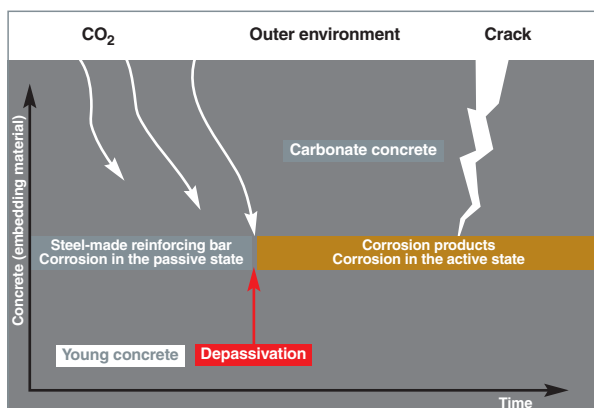 CO2
Outer environment
Crack
Concrete (embedding material)
Carbonate concrete
Steel-made reinforcing bar
Corrosion in the passive state
Corrosion products
Corrosion in the active state
Young concrete
Depassivation
Time